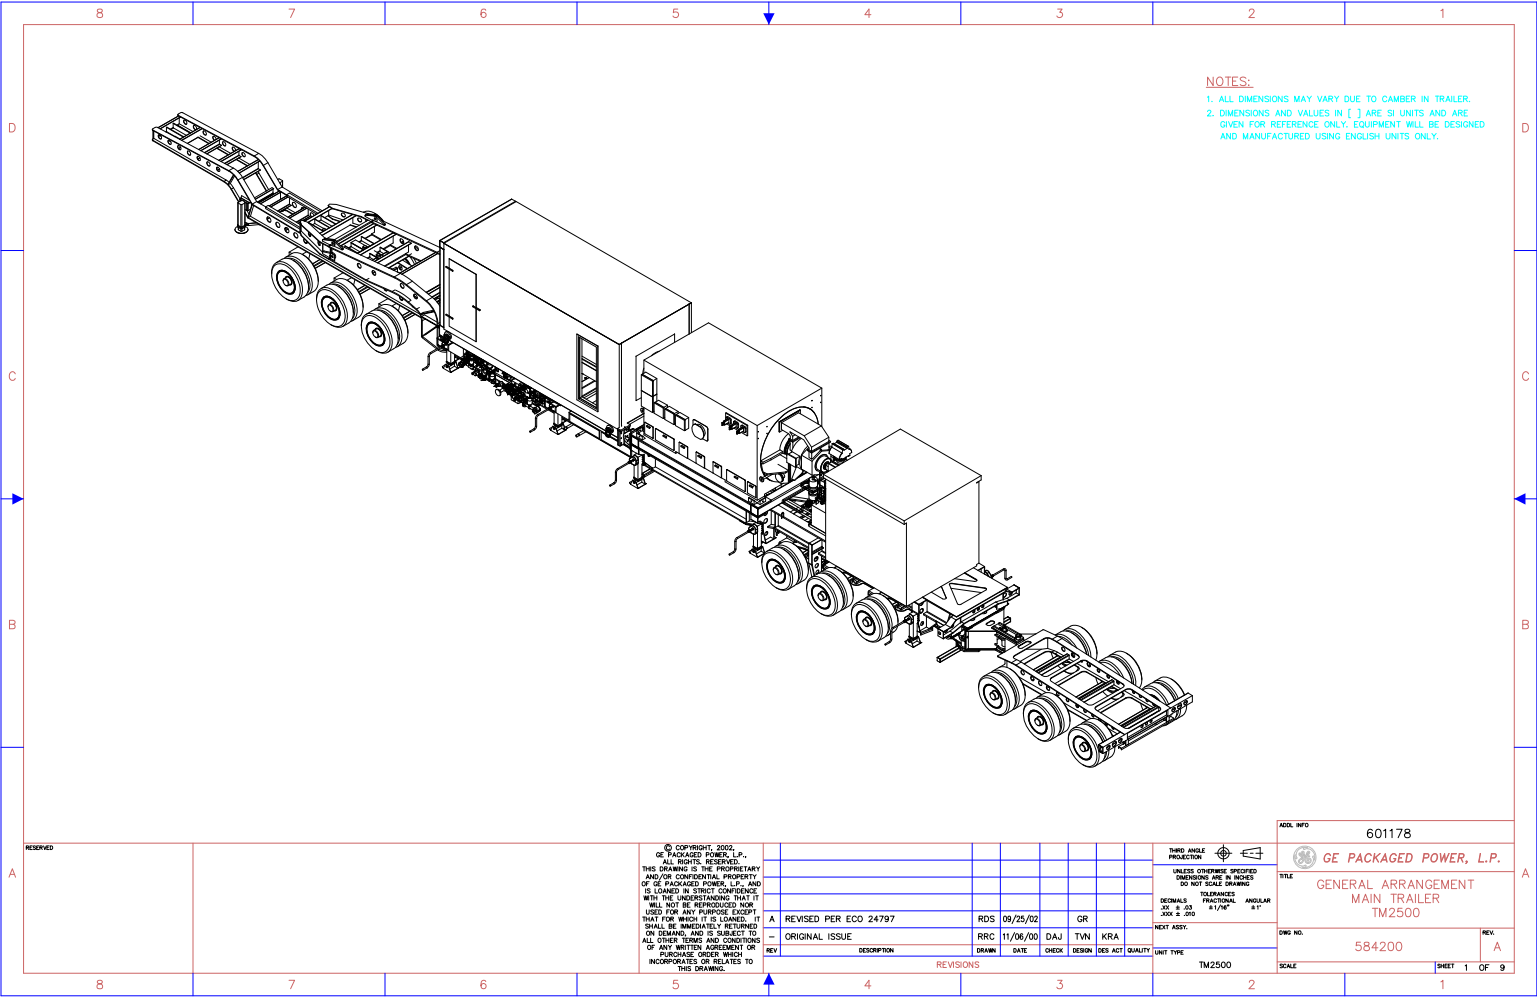 8 7 6 5 4 3 2 1
D D
C C
B B
A A
NOTES:
1. ALL DIMENSIONS MAY VARY DUE TO CAMBER IN TRAILER.
2. DIMENSIONS AND VALUES IN [ ] ARE SI UNITS AND ARE
GIVEN FOR REFERENCE ONLY. EQUIPMENT WILL BE DESIGNED
AND MANUFACTURED USING ENGLISH UNITS ONLY.
RESERVED
© COPYRIGHT, 2002,
GE PACKAGED POWER, L.P.,
ALL RIGHTS. RESERVED.
THIS DRAWING IS THE PROPRIETARY
AND/OR CONFIDENTIAL PROPERTY
OF GE PACKAGED POWER, L.P., AND
IS LOANED IN STRICT CONFIDENCE
WITH THE UNDERSTANDING THAT IT
WILL NOT BE REPRODUCED NOR
USED FOR ANY PURPOSE EXCEPT
THAT FOR WHICH IT IS LOANED. IT
SHALL BE IMMEDIATELY RETURNED
ON DEMAND, AND IS SUBJECT TO
ALL OTHER TERMS AND CONDITIONS
OF ANY WRITTEN AGREEMENT OR
PURCHASE ORDER WHICH
INCORPORATES OR RELATES TO
THIS DRAWING.
A REVISED PER ECO 24797 RDS 09/25/02 GR
- ORIGINAL ISSUE RRC 11/06/00 DAJ TVN KRA
REV DESCRIPTION DRAWN DATE CHECK DESIGN DES ACT QUALITY
REVISIONS
THIRD ANGLE
PROJECTION
UNLESS OTHERWISE SPECIFIED
DIMENSIONS ARE IN INCHES
DO NOT SCALE DRAWING
TOLERANCES
DECIMALS FRACTIONAL ANGULAR
.XX ± .03 ±1/16" ±1°
.XXX ± .010
NEXT ASSY.
UNIT TYPE
TM2500
ADDL INFO
601178
GE PACKAGED POWER, L.P.
TITLE
GENERAL ARRANGEMENT
MAIN TRAILER
TM2500
DWG NO.
584200
REV.
A
SCALE
SHEET 1 OF 9
8 7 6 5 4 3 2 1